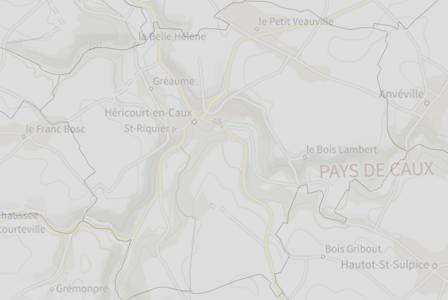 le Petit Veauville
la Belle Hélène
Gréaume
Anvéville
Héricourt-en-Caux
St-Riquier
le Franc Bosc
le Bois Lambert
PAYS DE CAUX
haussée
courteville
Bois Gribout
Hautot-St-Sulpice
Grémonpré